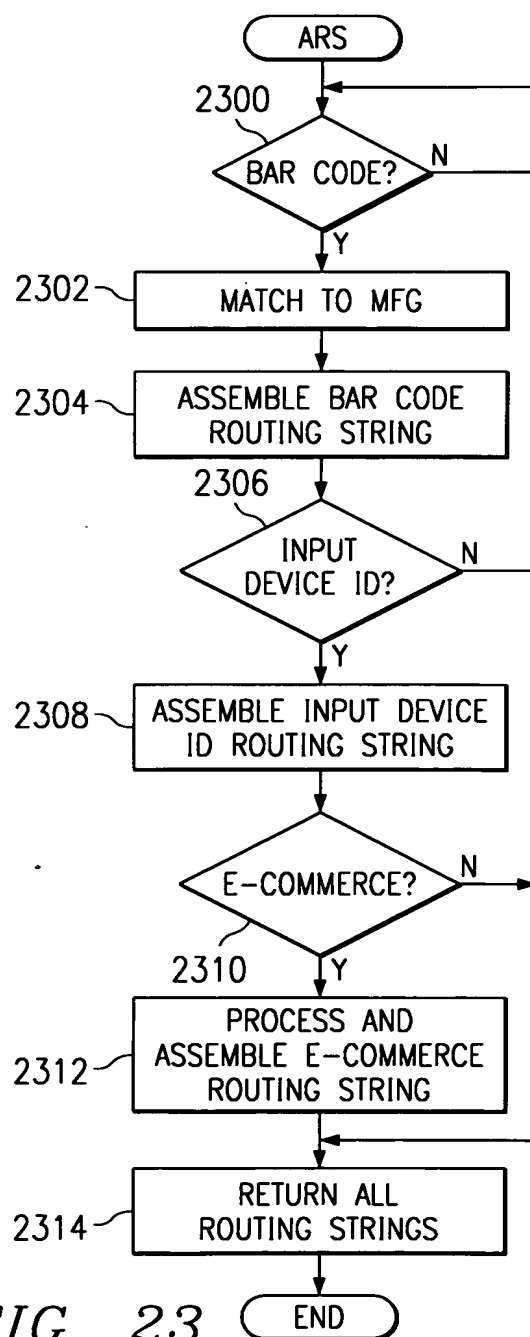 ARS
2300
BAR CODE?
N
Y
2302
MATCH TO MFG
2304
ASSEMBLE BAR CODE
ROUTING STRING
2306
INPUT
DEVICE ID?
N
Y
2308
ASSEMBLE INPUT DEVICE
ID ROUTING STRING
E-COMMERCE?
N
2310
Y
PROCESS AND
2312
ASSEMBLE E-COMMERCE
ROUTING STRING
2314
RETURN ALL
ROUTING STRINGS
IG. 23
END